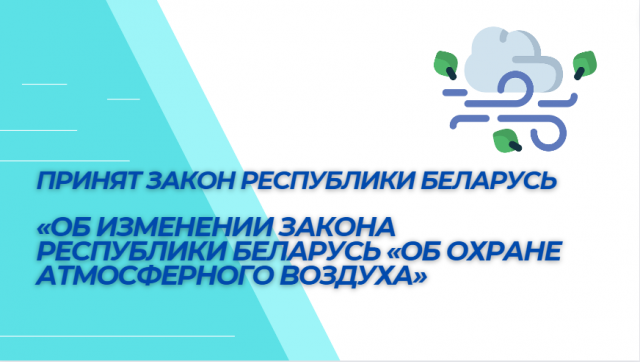 ПРИНЯТ ЗАКОН РЕСПУБЛИКИ БЕЛАРУСЬ
«ОБ ИЗМЕНЕНИИ ЗАКОНА
РЕСПУБЛИКИ БЕЛАРУСЬ «ОБ ОХРАНЕ
АТМОСФЕРНОГО ВОЗДУХА»